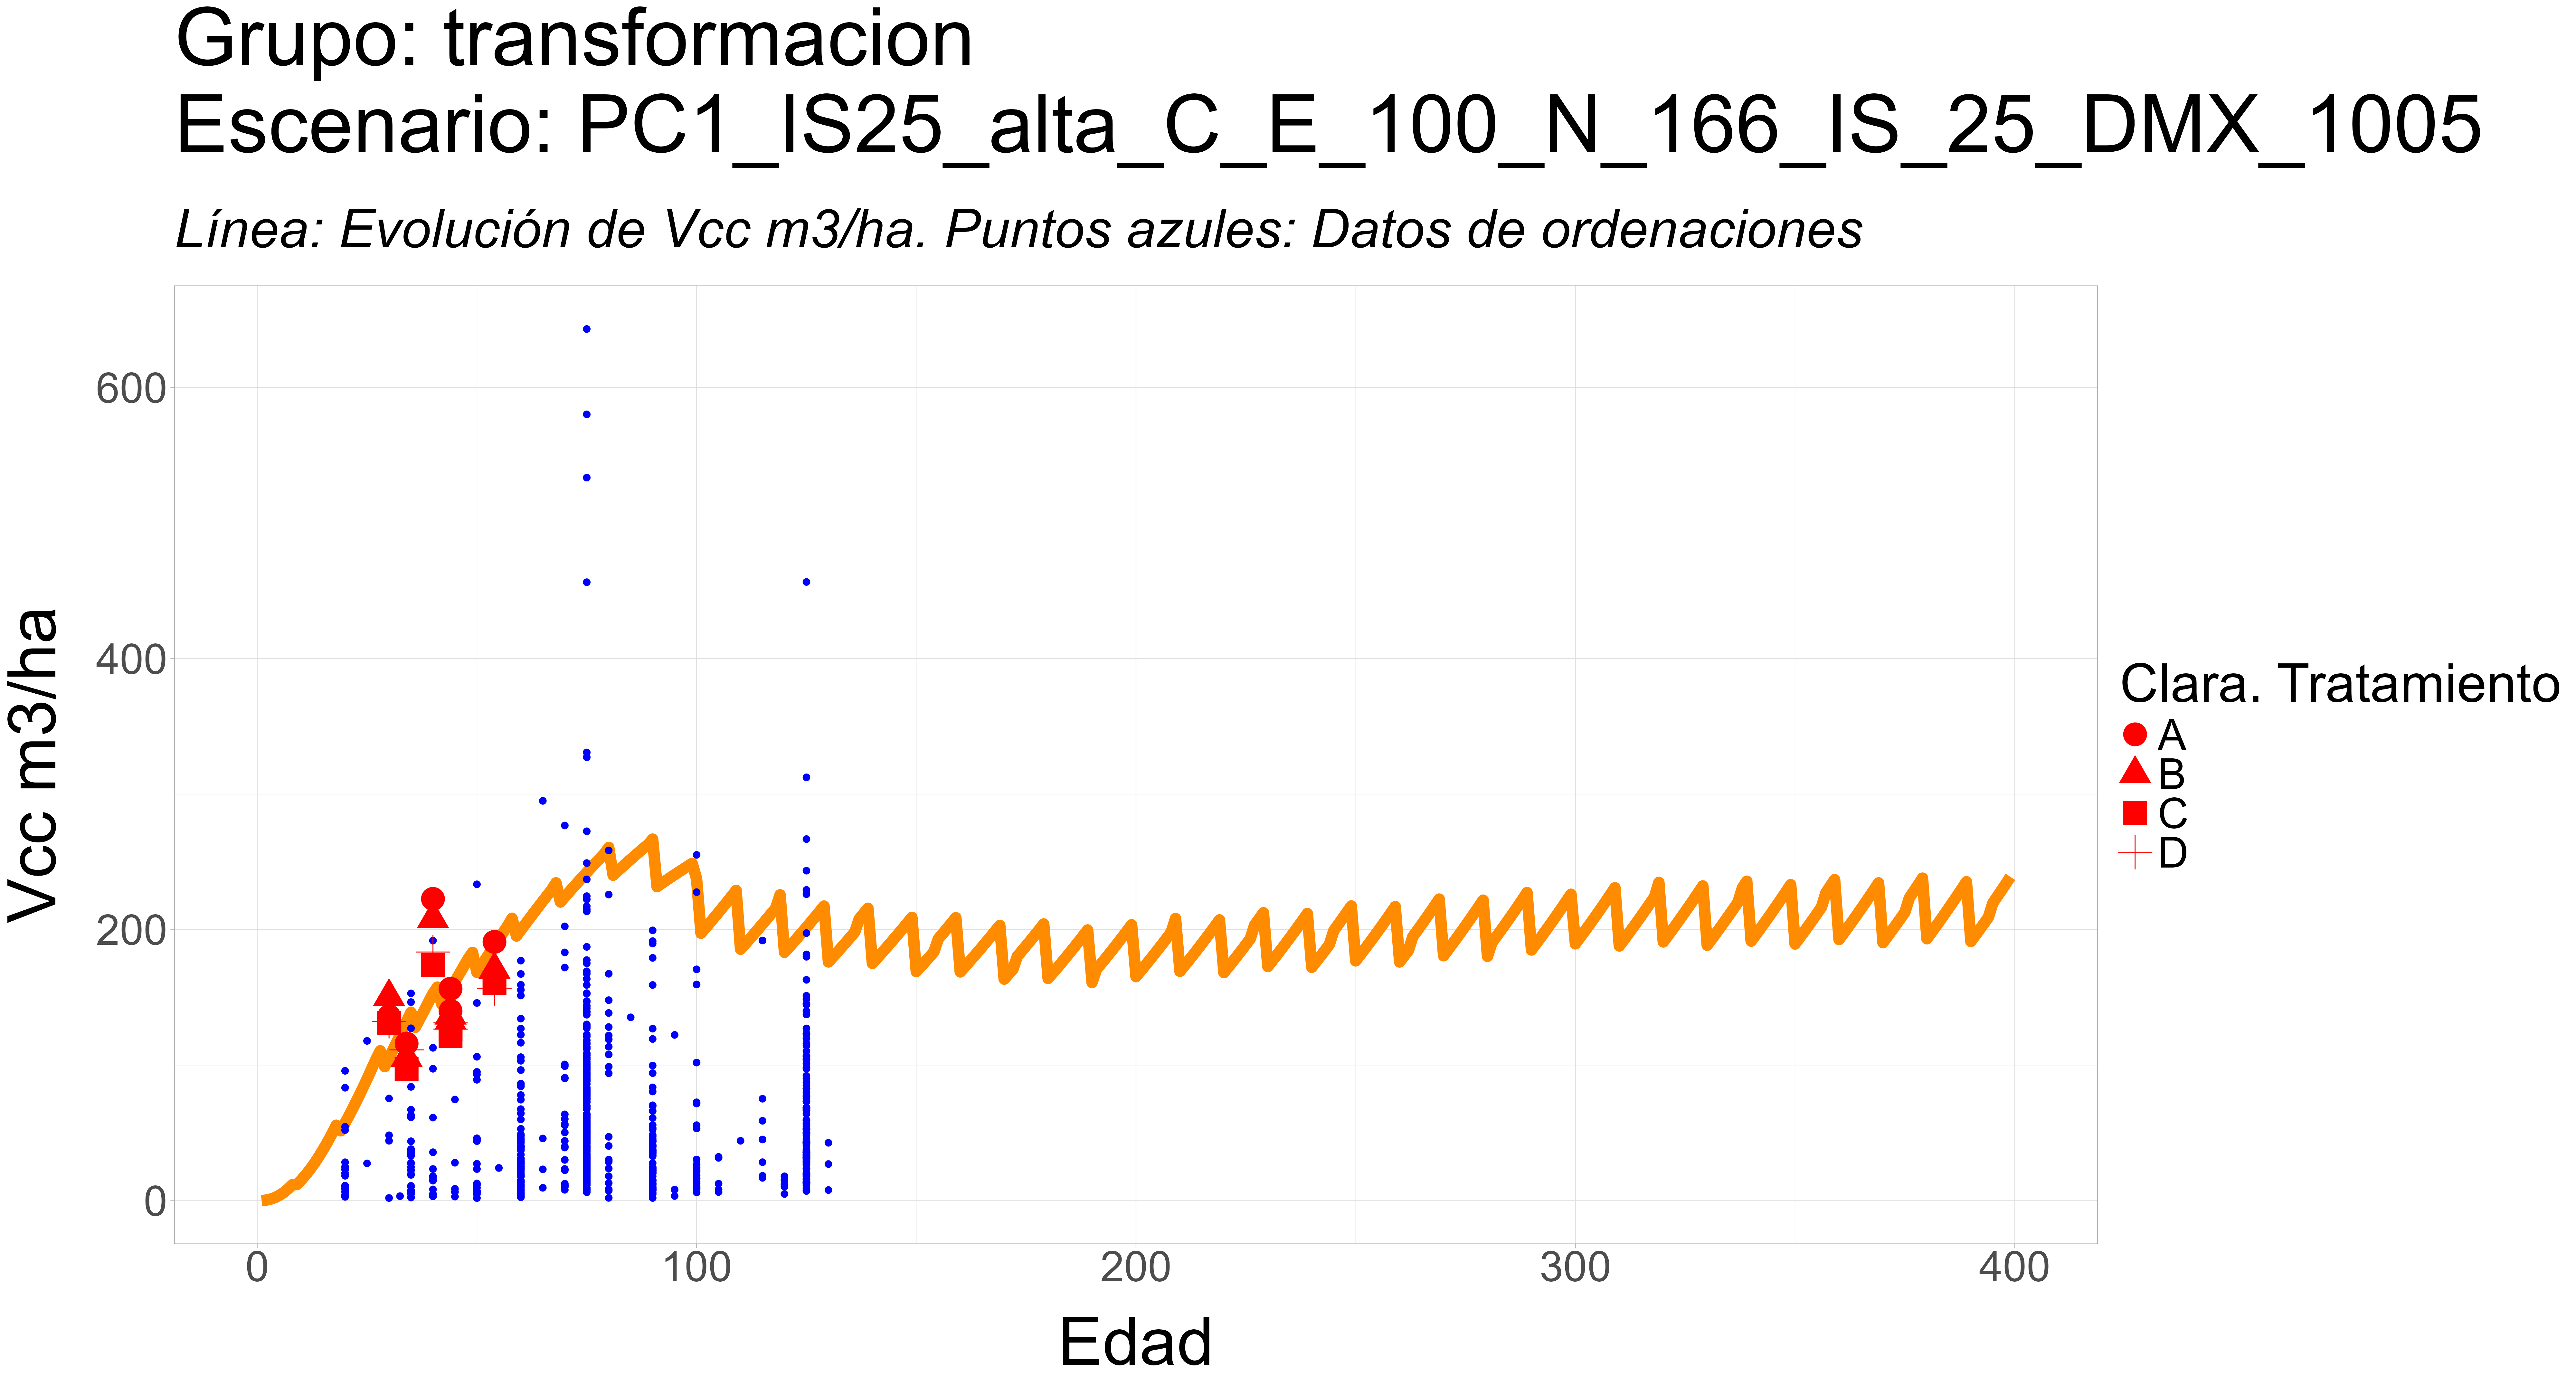 Grupo: transformacion
Escenario: PC1_IS25_alta_C_E_100_N_166_IS_25_DMX_1005
Línea: Evolución de Vcc m3/ha. Puntos azules: Datos de ordenaciones
Vcc m3/ha
600
400
200
0
0 100 200 300 400
Edad
Clara. Tratamiento
A
B
C
D